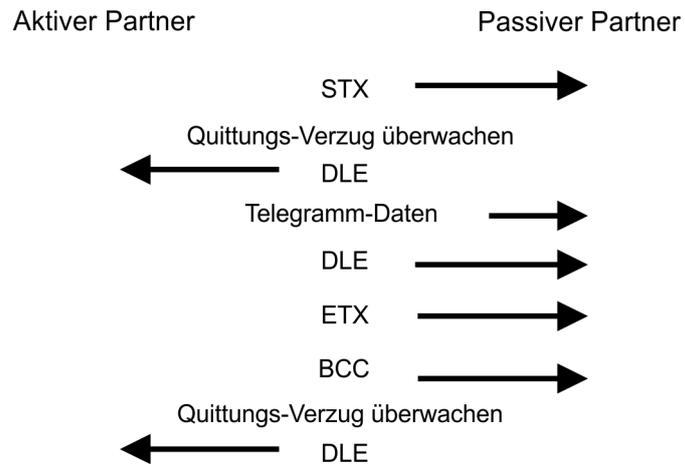 Aktiver Partner Passiver Partner
STX
Quittungs-Verzug überwachen
DLE
Telegramm-Daten
DLE
ETX
BCC
Quittungs-Verzug überwachen
DLE